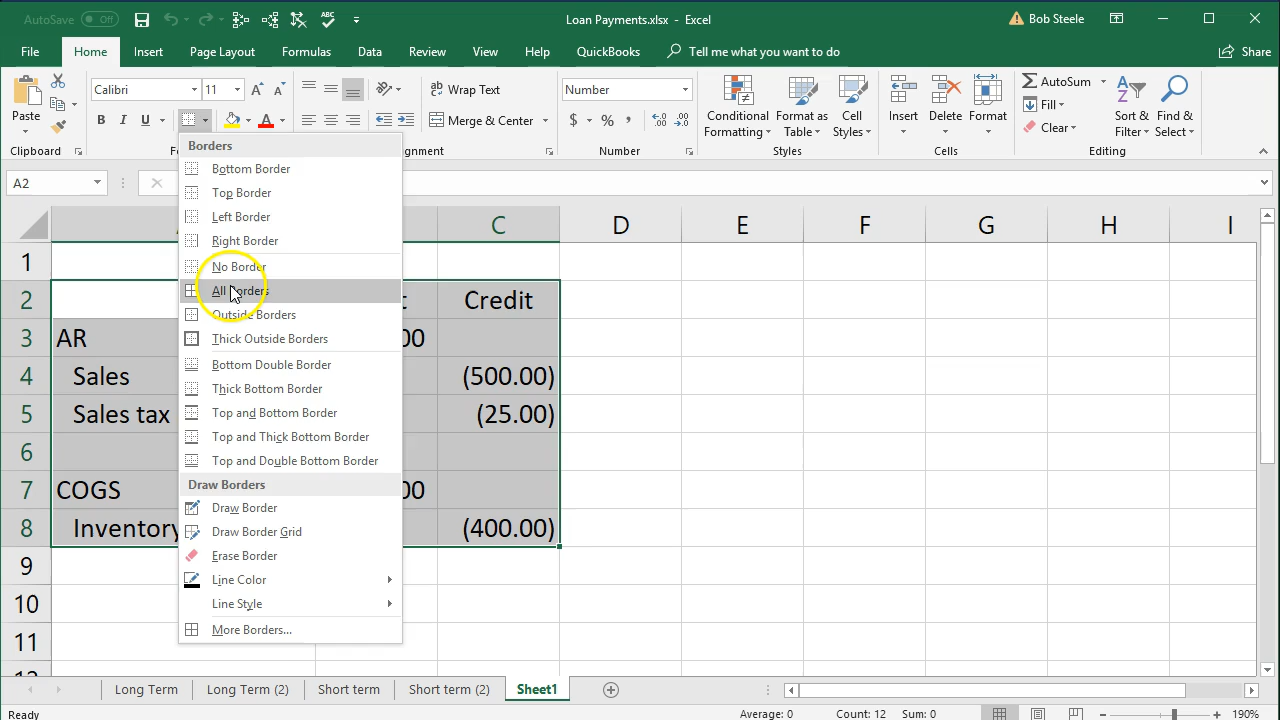 AutoSave Off
Loan Payments.xlsx - Excel
Bob Steele
File Home Insert Page Layout Formulas Data Review View Help QuickBooks Tell me what you want to do Share
Paste
Clipboard
Calibri 11
B I U A
Wrap Text
Merge & Center
Number
$ % ,
Number
Conditional Formatting
Format as Table
Cell Styles
Styles
Insert Delete Format
Cells
AutoSum
Fill
Clear
Sort & Filter
Find & Select
Editing
A2
Borders
Bottom Border
Top Border
Left Border
Right Border
No Border
All Borders
Outside Borders
Thick Outside Borders
Bottom Double Border
Thick Bottom Border
Top and Bottom Border
Top and Thick Bottom Border
Top and Double Bottom Border
Draw Borders
Draw Border
Draw Border Grid
Erase Border
Line Color
Line Style
More Borders...
C D E F G H I
1
2 Credit
3 AR
4 Sales (500.00)
5 Sales tax (25.00)
6
7 COGS
8 Inventory (400.00)
9
10
11
Long Term Long Term (2) Short term Short term (2) Sheet1
Ready Average: 0 Count: 12 Sum: 0 190%